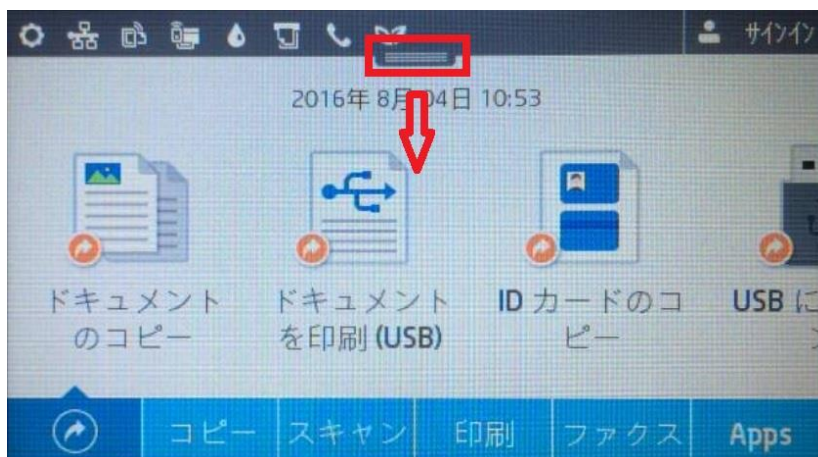 サインイン
2016年 8月 04日 10:53
ドキュメント
のコピー
ドキュメント
を印刷 (USB)
ID カードのコ
ピー
USB に
コピー
スキャン
印刷
ファクス
Apps